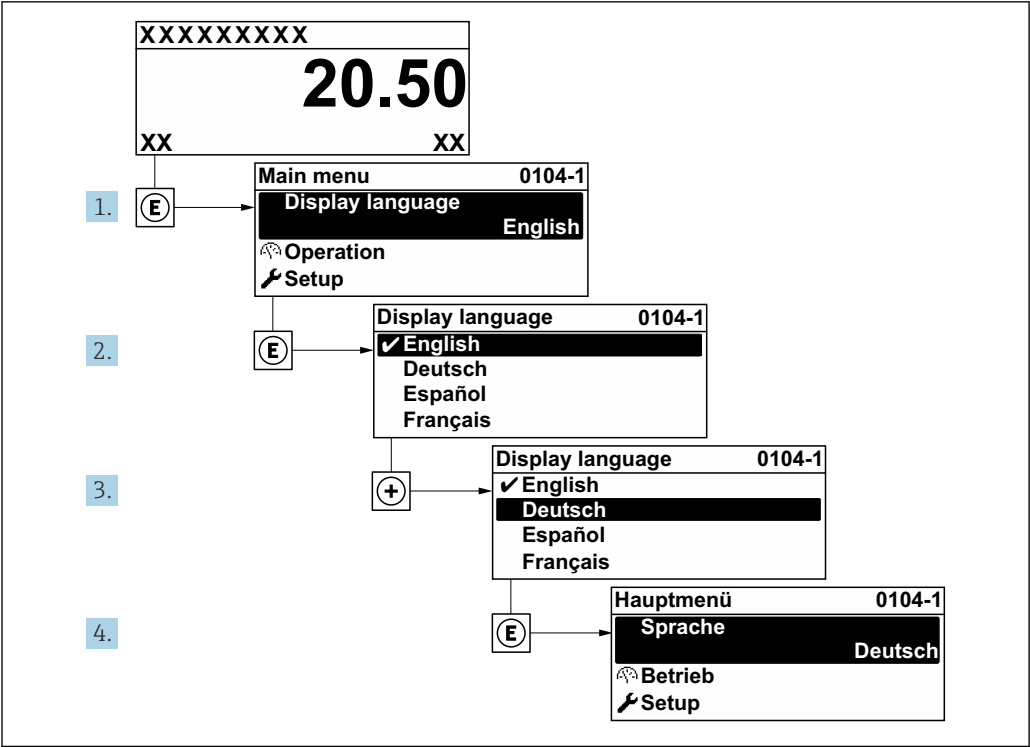 XXXXXXXXX
20.50
XX XX
1. E
Main menu 0104-1
Display language
English
Operation
Setup
2. E
Display language 0104-1
✔English
Deutsch
Español
Français
3. +
Display language 0104-1
✔English
Deutsch
Español
Français
4. E
Hauptmenü 0104-1
Sprache
Deutsch
Betrieb
Setup